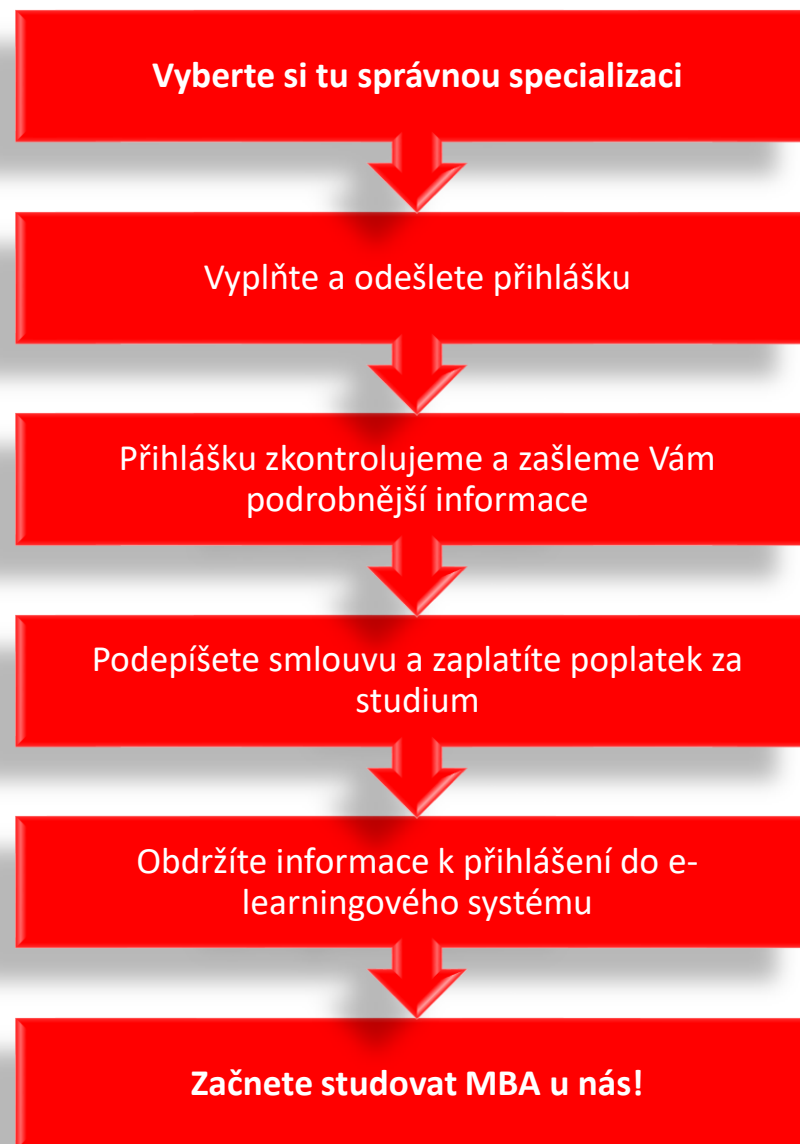 Vyberte si tu správnou specializaci
Vyplňte a odešlete přihlášku
Přihlášku zkontrolujeme a zašleme Vám
podrobnější informace
Podepíšete smlouvu a zaplatíte poplatek za
studium
Obdržíte informace k přihlášení do e-
learningového systému
Začnete studovat MBA u nás!